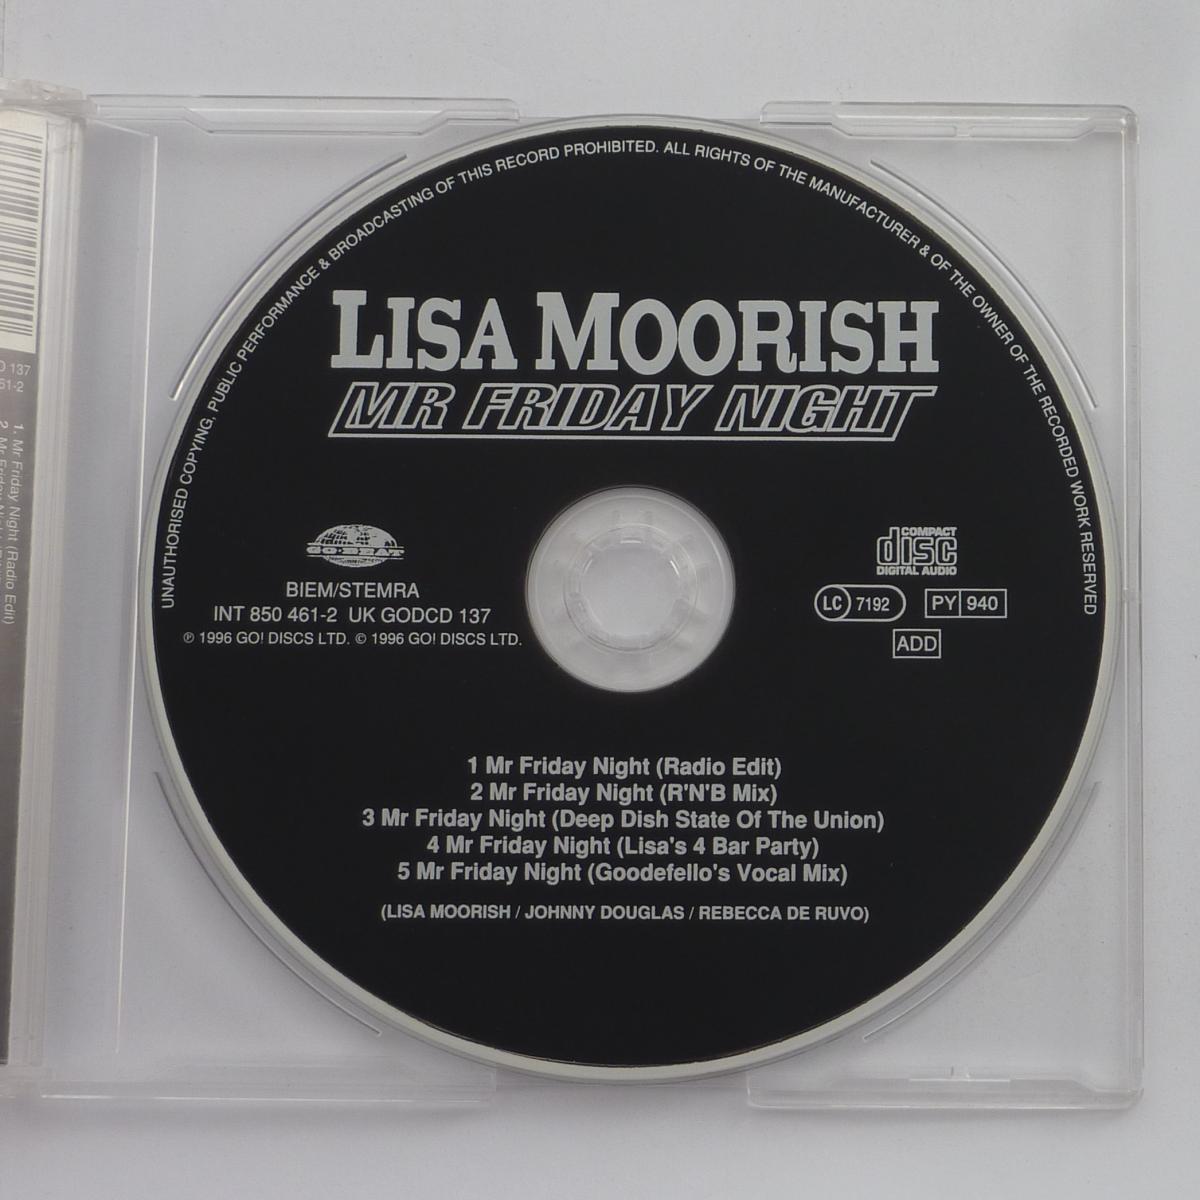 UNAUTHORISED COPYING, PUBLIC PERFORMANCE & BROADCASTING OF THIS RECORD PROHIBITED. ALL RIGHTS OF THE MANUFACTURER & OF THE OWNER OF THE RECORDED WORK RESERVED
LISA MOORISH
MR FRIDAY NIGHT
GO BEAT
BIEM/STEMRA
INT 850 461-2 UK GODCD 137
℗ 1996 GO! DISCS LTD. © 1996 GO! DISCS LTD.
COMPACT
disc
DIGITAL AUDIO
LC 7192
PY 940
ADD
1 Mr Friday Night (Radio Edit)
2 Mr Friday Night (R'N'B Mix)
3 Mr Friday Night (Deep Dish State Of The Union)
4 Mr Friday Night (Lisa's 4 Bar Party)
5 Mr Friday Night (Goodefello's Vocal Mix)
(LISA MOORISH / JOHNNY DOUGLAS / REBECCA DE RUVO)
137
61-2
1. Mr Friday Night (Radio Edit)